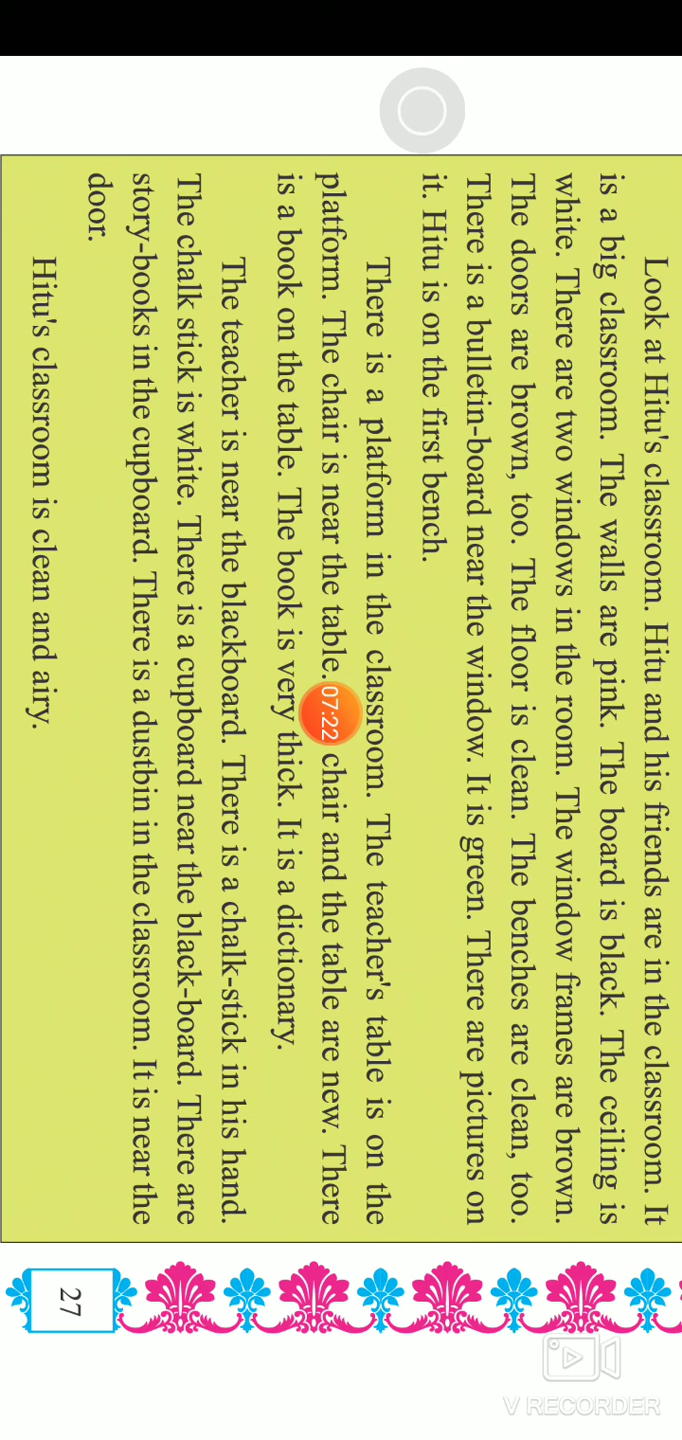 Look at Hitu's classroom. Hitu and his friends are in the classroom. It
is a big classroom. The walls are pink. The board is black. The ceiling is
white. There are two windows in the room. The window frames are brown.
The doors are brown, too. The floor is clean. The benches are clean, too.
There is a bulletin-board near the window. It is green. There are pictures on
it. Hitu is on the first bench.
There is a platform in the classroom. The teacher's table is on the
platform. The chair is near the table. 07:22 chair and the table are new. There
is a book on the table. The book is very thick. It is a dictionary.
The teacher is near the blackboard. There is a chalk-stick in his hand.
The chalk stick is white. There is a cupboard near the black-board. There are
story-books in the cupboard. There is a dustbin in the classroom. It is near the
door.
Hitu's classroom is clean and airy.
27
V RECORDER